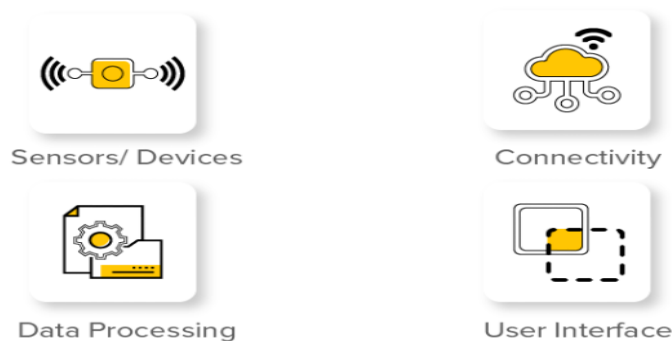 Sensors/ Devices
Connectivity
Data Processing
User Interface